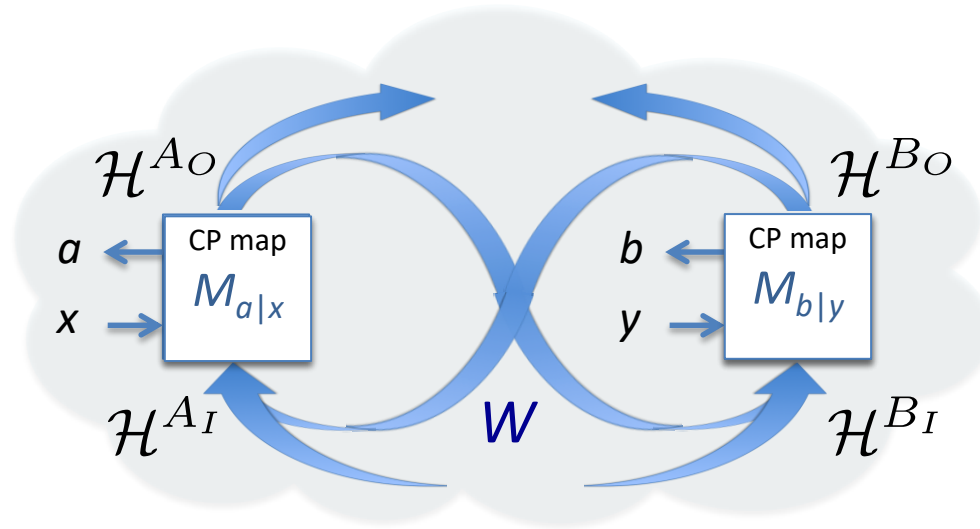 ℋ^{A_O}
ℋ^{B_O}
a
CP map
M_{a|x}
x
b
CP map
M_{b|y}
y
ℋ^{A_I}
W
ℋ^{B_I}